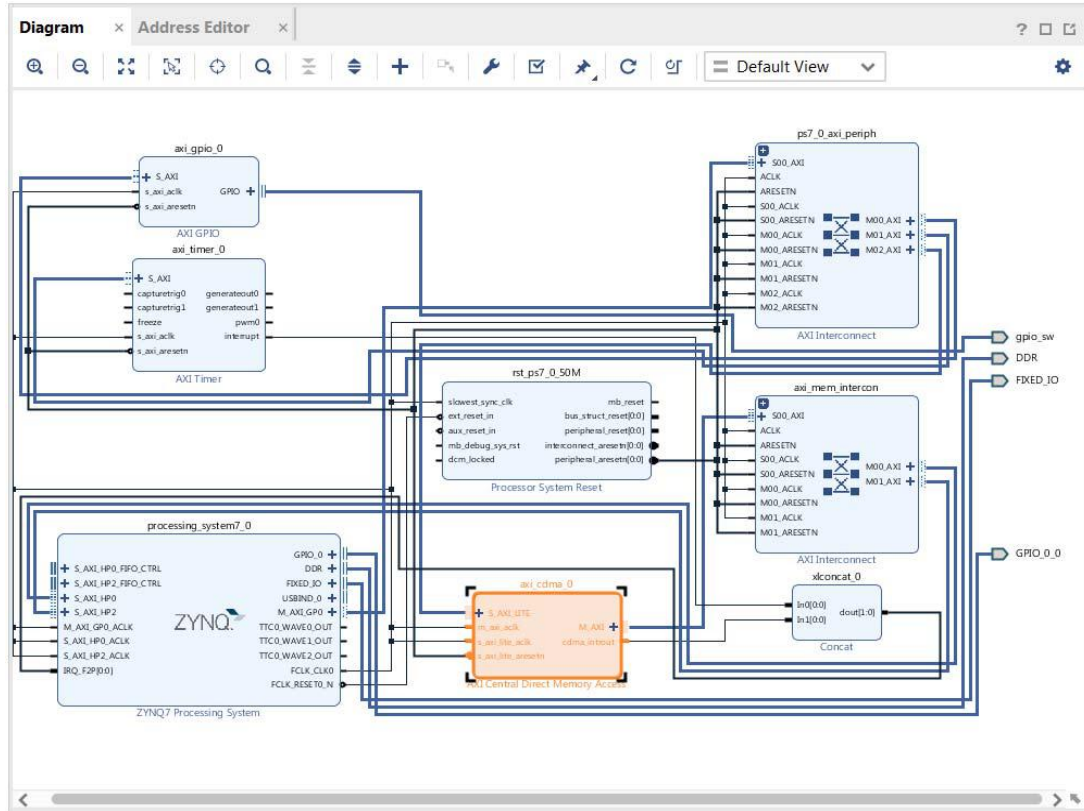 Diagram × Address Editor ×
Default View
axi_gpio_0
S_AXI
s_axi_aclk
s_axi_aresetn
GPIO
AXI GPIO
axi_timer_0
S_AXI
capturetrig0
capturetrig1
freeze
s_axi_aclk
s_axi_aresetn
generateout0
generateout1
pwm0
interrupt
AXI Timer
ps7_0_axi_periph
S00_AXI
ACLK
ARESETN
S00_ACLK
S00_ARESETN
M00_ACLK
M00_ARESETN
M01_ACLK
M01_ARESETN
M02_ACLK
M02_ARESETN
M00_AXI
M01_AXI
M02_AXI
AXI Interconnect
gpio_sw
DDR
FIXED_IO
rst_ps7_0_50M
slowest_sync_clk
ext_reset_in
aux_reset_in
mb_debug_sys_rst
dcm_locked
mb_reset
bus_struct_reset[0:0]
peripheral_reset[0:0]
interconnect_aresetn[0:0]
peripheral_aresetn[0:0]
Processor System Reset
axi_mem_intercon
S00_AXI
ACLK
ARESETN
S00_ACLK
S00_ARESETN
M00_ACLK
M00_ARESETN
M01_ACLK
M01_ARESETN
M00_AXI
M01_AXI
AXI Interconnect
processing_system7_0
S_AXI_HP0_FIFO_CTRL
S_AXI_HP2_FIFO_CTRL
S_AXI_HP0
S_AXI_HP2
M_AXI_GP0_ACLK
S_AXI_HP0_ACLK
S_AXI_HP2_ACLK
IRQ_F2P[0:0]
ZYNQ
GPIO_0
DDR
FIXED_IO
USBIND_0
M_AXI_GP0
TTC0_WAVE0_OUT
TTC0_WAVE1_OUT
TTC0_WAVE2_OUT
FCLK_CLK0
FCLK_RESET0_N
ZYNQ7 Processing System
axi_cdma_0
S_AXI_LITE
m_axi_aclk
s_axi_lite_aclk
s_axi_lite_aresetn
M_AXI
cdma_introut
AXI Central Direct Memory Access
xlconcat_0
In0[0:0]
In1[0:0]
dout[1:0]
Concat
GPIO_0_0